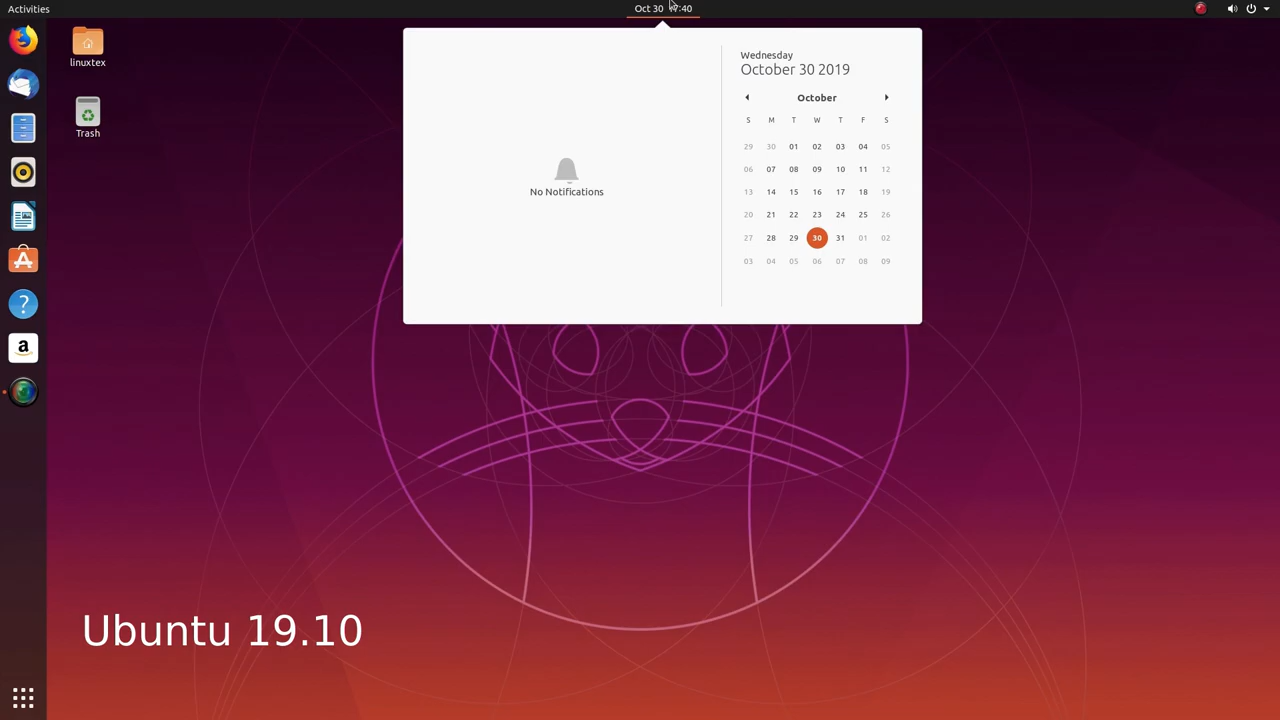 Activities
Oct 30 17:40
linuxtex
Trash
No Notifications
Wednesday
October 30 2019
October
S M T W T F S
29 30 01 02 03 04 05
06 07 08 09 10 11 12
13 14 15 16 17 18 19
20 21 22 23 24 25 26
27 28 29 30 31 01 02
03 04 05 06 07 08 09
?
a
Ubuntu 19.10